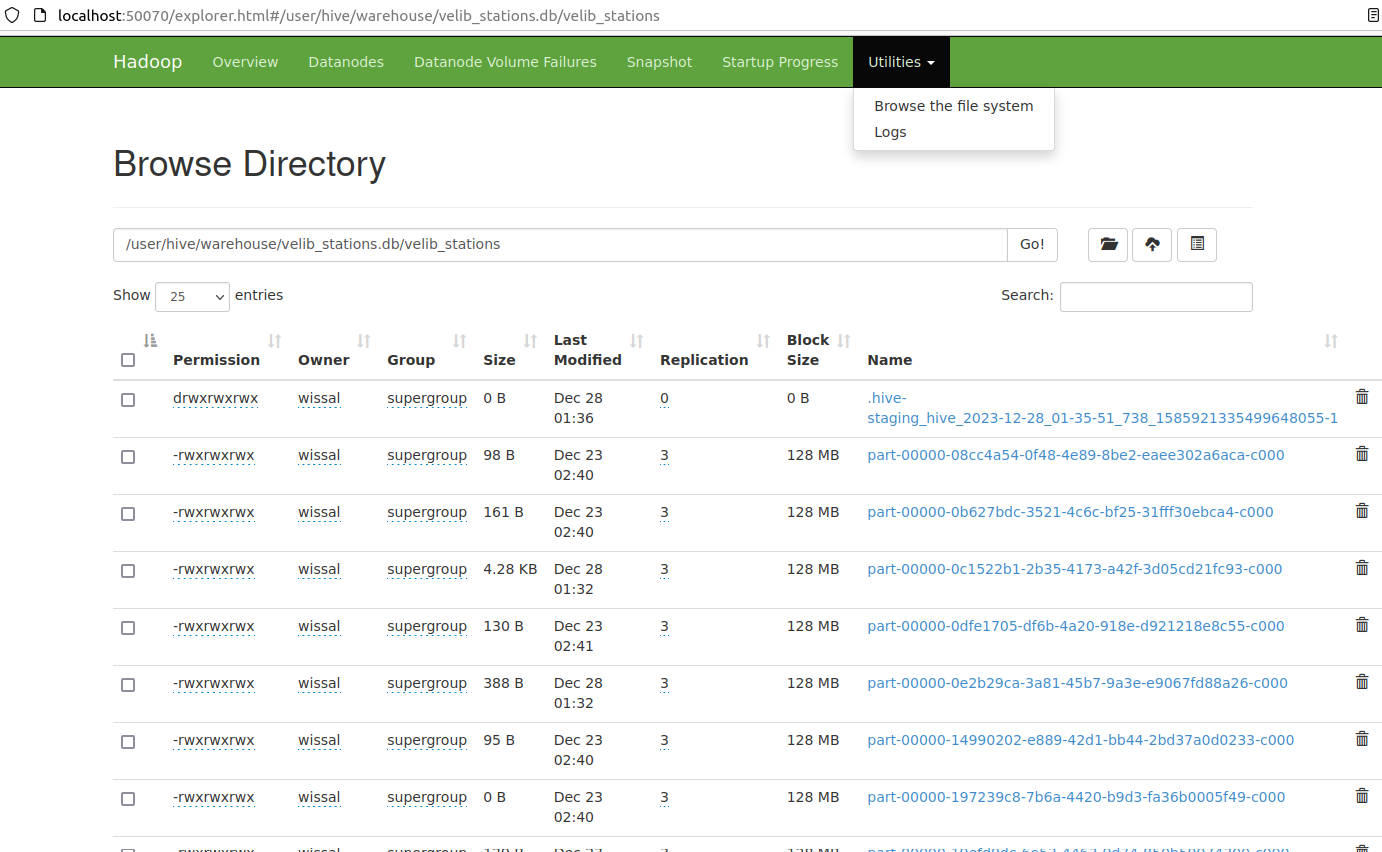 localhost:50070/explorer.html#/user/hive/warehouse/velib_stations.db/velib_stations
Hadoop Overview Datanodes Datanode Volume Failures Snapshot Startup Progress Utilities
Browse the file system
Logs
Browse Directory
/user/hive/warehouse/velib_stations.db/velib_stations Go!
Show 25 entries Search:
Permission Owner Group Size Last Modified Replication Block Size Name
drwxrwxrwx wissal supergroup 0 B Dec 28 01:36 0 0 B .hive-staging_hive_2023-12-28_01-35-51_738_1585921335499648055-1
-rwxrwxrwx wissal supergroup 98 B Dec 23 02:40 3 128 MB part-00000-08cc4a54-0f48-4e89-8be2-eaee302a6aca-c000
-rwxrwxrwx wissal supergroup 161 B Dec 23 02:40 3 128 MB part-00000-0b627bdc-3521-4c6c-bf25-31fff30ebca4-c000
-rwxrwxrwx wissal supergroup 4.28 KB Dec 28 01:32 3 128 MB part-00000-0c1522b1-2b35-4173-a42f-3d05cd21fc93-c000
-rwxrwxrwx wissal supergroup 130 B Dec 23 02:41 3 128 MB part-00000-0dfe1705-df6b-4a20-918e-d921218e8c55-c000
-rwxrwxrwx wissal supergroup 388 B Dec 28 01:32 3 128 MB part-00000-0e2b29ca-3a81-45b7-9a3e-e9067fd88a26-c000
-rwxrwxrwx wissal supergroup 95 B Dec 23 02:40 3 128 MB part-00000-14990202-e889-42d1-bb44-2bd37a0d0233-c000
-rwxrwxrwx wissal supergroup 0 B Dec 23 02:40 3 128 MB part-00000-197239c8-7b6a-4420-b9d3-fa36b0005f49-c000